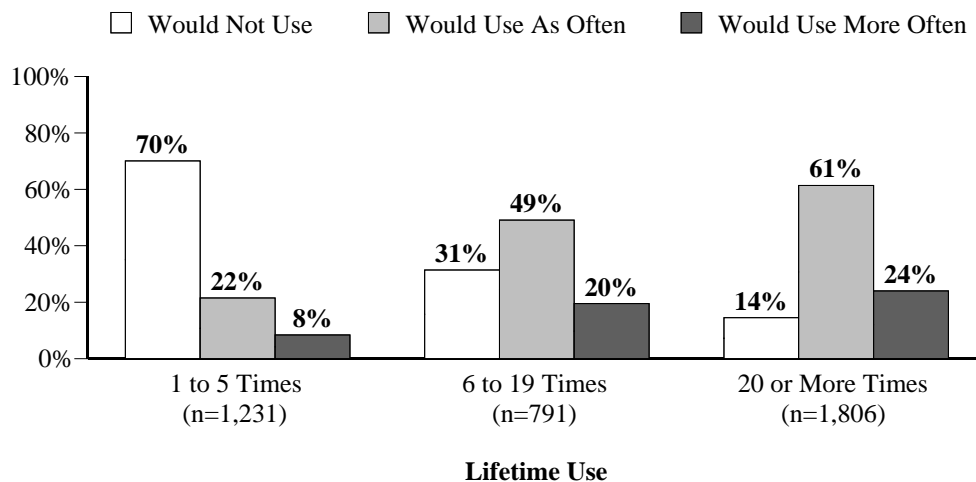 Would Not Use Would Use As Often Would Use More Often
100%
80%
60%
40%
20%
0%
70%
22%
8%
31%
49%
20%
14%
61%
24%
1 to 5 Times
(n=1,231)
6 to 19 Times
(n=791)
20 or More Times
(n=1,806)
Lifetime Use